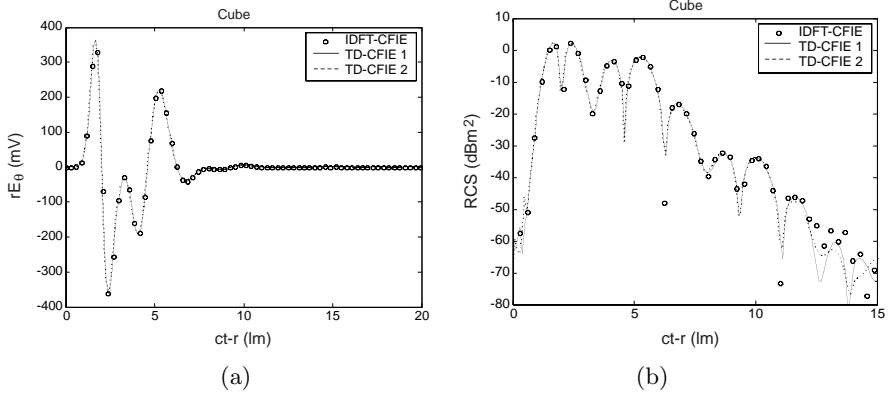 Cube
400
300
200
100
0
-100
-200
-300
-400
rEθ (mV)
IDFT-CFIE
TD-CFIE 1
TD-CFIE 2
0 5 10 15 20
ct-r (lm)
(a)
Cube
10
0
-10
-20
-30
-40
-50
-60
-70
-80
RCS (dBm2)
IDFT-CFIE
TD-CFIE 1
TD-CFIE 2
0 5 10 15
ct-r (lm)
(b)